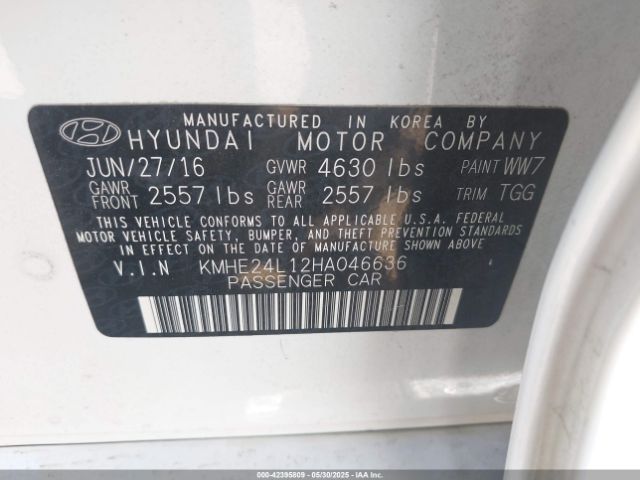 MANUFACTURED IN KOREA BY
HYUNDAI MOTOR COMPANY
JUN/27/16 GVWR 4630 lbs PAINT WW7
GAWR FRONT 2557 lbs GAWR REAR 2557 lbs TRIM TGG
THIS VEHICLE CONFORMS TO ALL APPLICABLE U.S.A. FEDERAL
MOTOR VEHICLE SAFETY, BUMPER, AND THEFT PREVENTION STANDARDS
IN EFFECT ON THE DATE OF MANUFACTURE SHOWN ABOVE.
V.I.N KMHE24L12HA046636
PASSENGER CAR
000-42395809 - 05/30/2025 - IAAI.COM